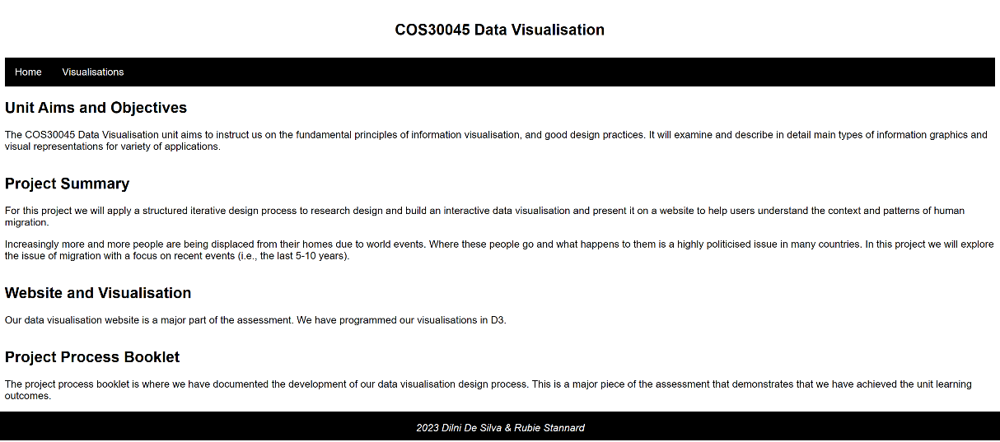 COS30045 Data Visualisation
Home Visualisations
Unit Aims and Objectives
The COS30045 Data Visualisation unit aims to instruct us on the fundamental principles of information visualisation, and good design practices. It will examine and describe in detail main types of information graphics and
visual representations for variety of applications.
Project Summary
For this project we will apply a structured iterative design process to research design and build an interactive data visualisation and present it on a website to help users understand the context and patterns of human
migration.
Increasingly more and more people are being displaced from their homes due to world events. Where these people go and what happens to them is a highly politicised issue in many countries. In this project we will explore
the issue of migration with a focus on recent events (i.e., the last 5-10 years).
Website and Visualisation
Our data visualisation website is a major part of the assessment. We have programmed our visualisations in D3.
Project Process Booklet
The project process booklet is where we have documented the development of our data visualisation design process. This is a major piece of the assessment that demonstrates that we have achieved the unit learning
outcomes.
2023 Dilni De Silva & Rubie Stannard